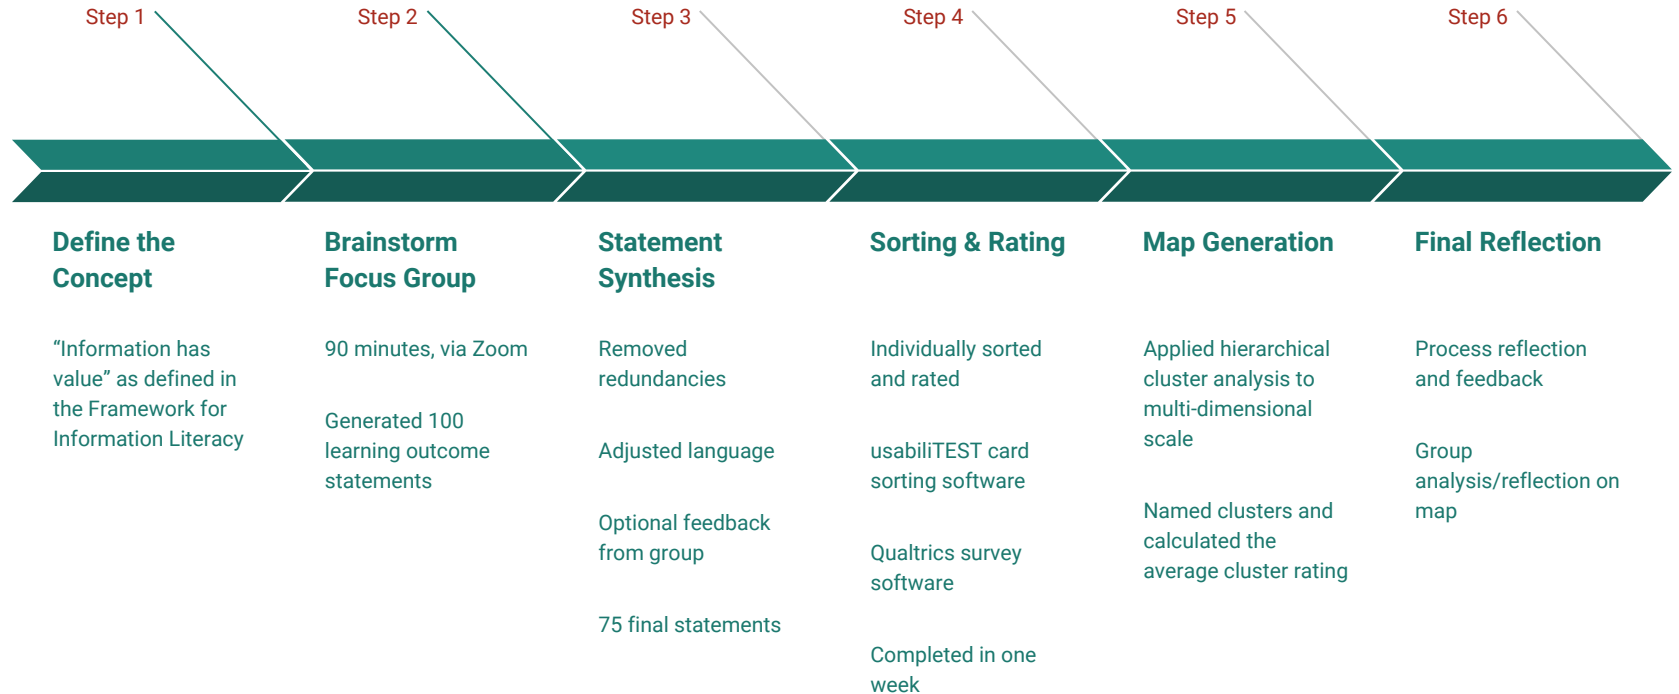 Step 1
Step 2
Step 3
Step 4
Step 5
Step 6
Define the
Concept
“Information has
value” as defined in
the Framework for
Information Literacy
Brainstorm
Focus Group
90 minutes, via Zoom
Generated 100
learning outcome
statements
Statement
Synthesis
Removed
redundancies
Adjusted language
Optional feedback
from group
75 final statements
Sorting & Rating
Individually sorted
and rated
usabiliTEST card
sorting software
Qualtrics survey
software
Completed in one
week
Map Generation
Applied hierarchical
cluster analysis to
multi-dimensional
scale
Named clusters and
calculated the
average cluster rating
Final Reflection
Process reflection
and feedback
Group
analysis/reflection on
map